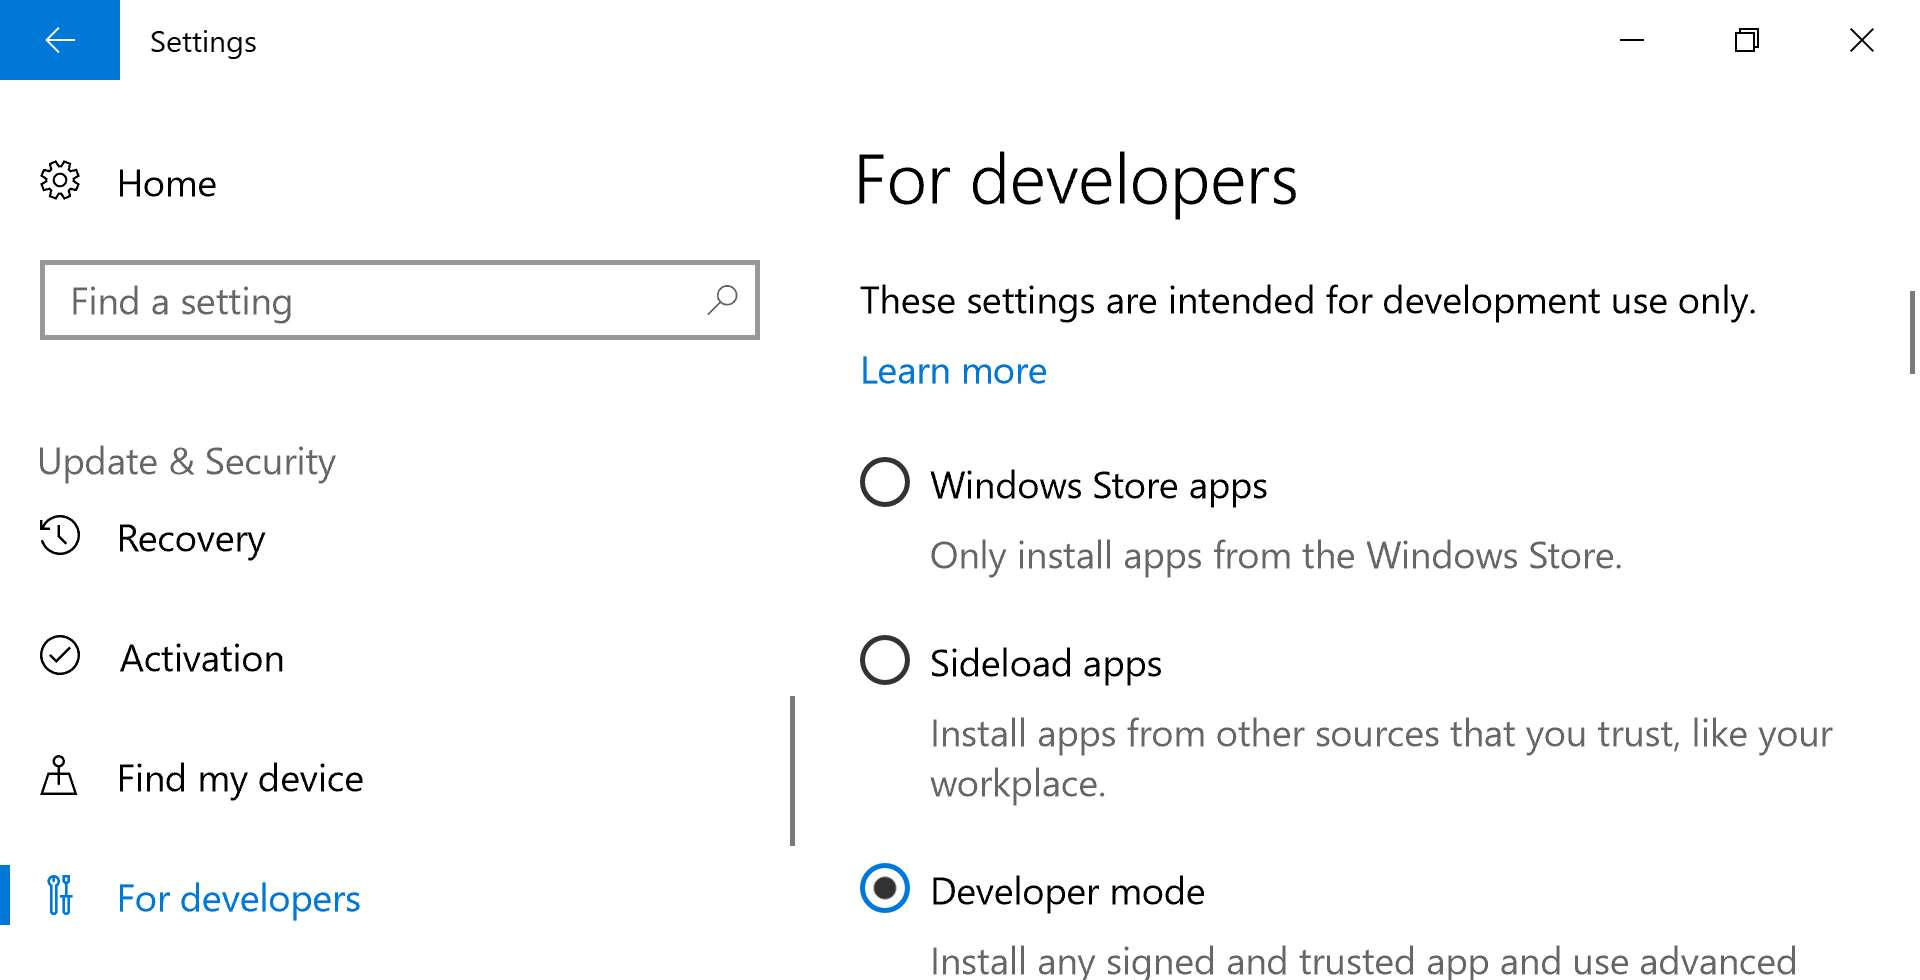 Settings
Home
Find a setting
Update & Security
Recovery
Activation
Find my device
For developers
For developers
These settings are intended for development use only.
Learn more
Windows Store apps
Only install apps from the Windows Store.
Sideload apps
Install apps from other sources that you trust, like your
workplace.
Developer mode
Install any signed and trusted app and use advanced